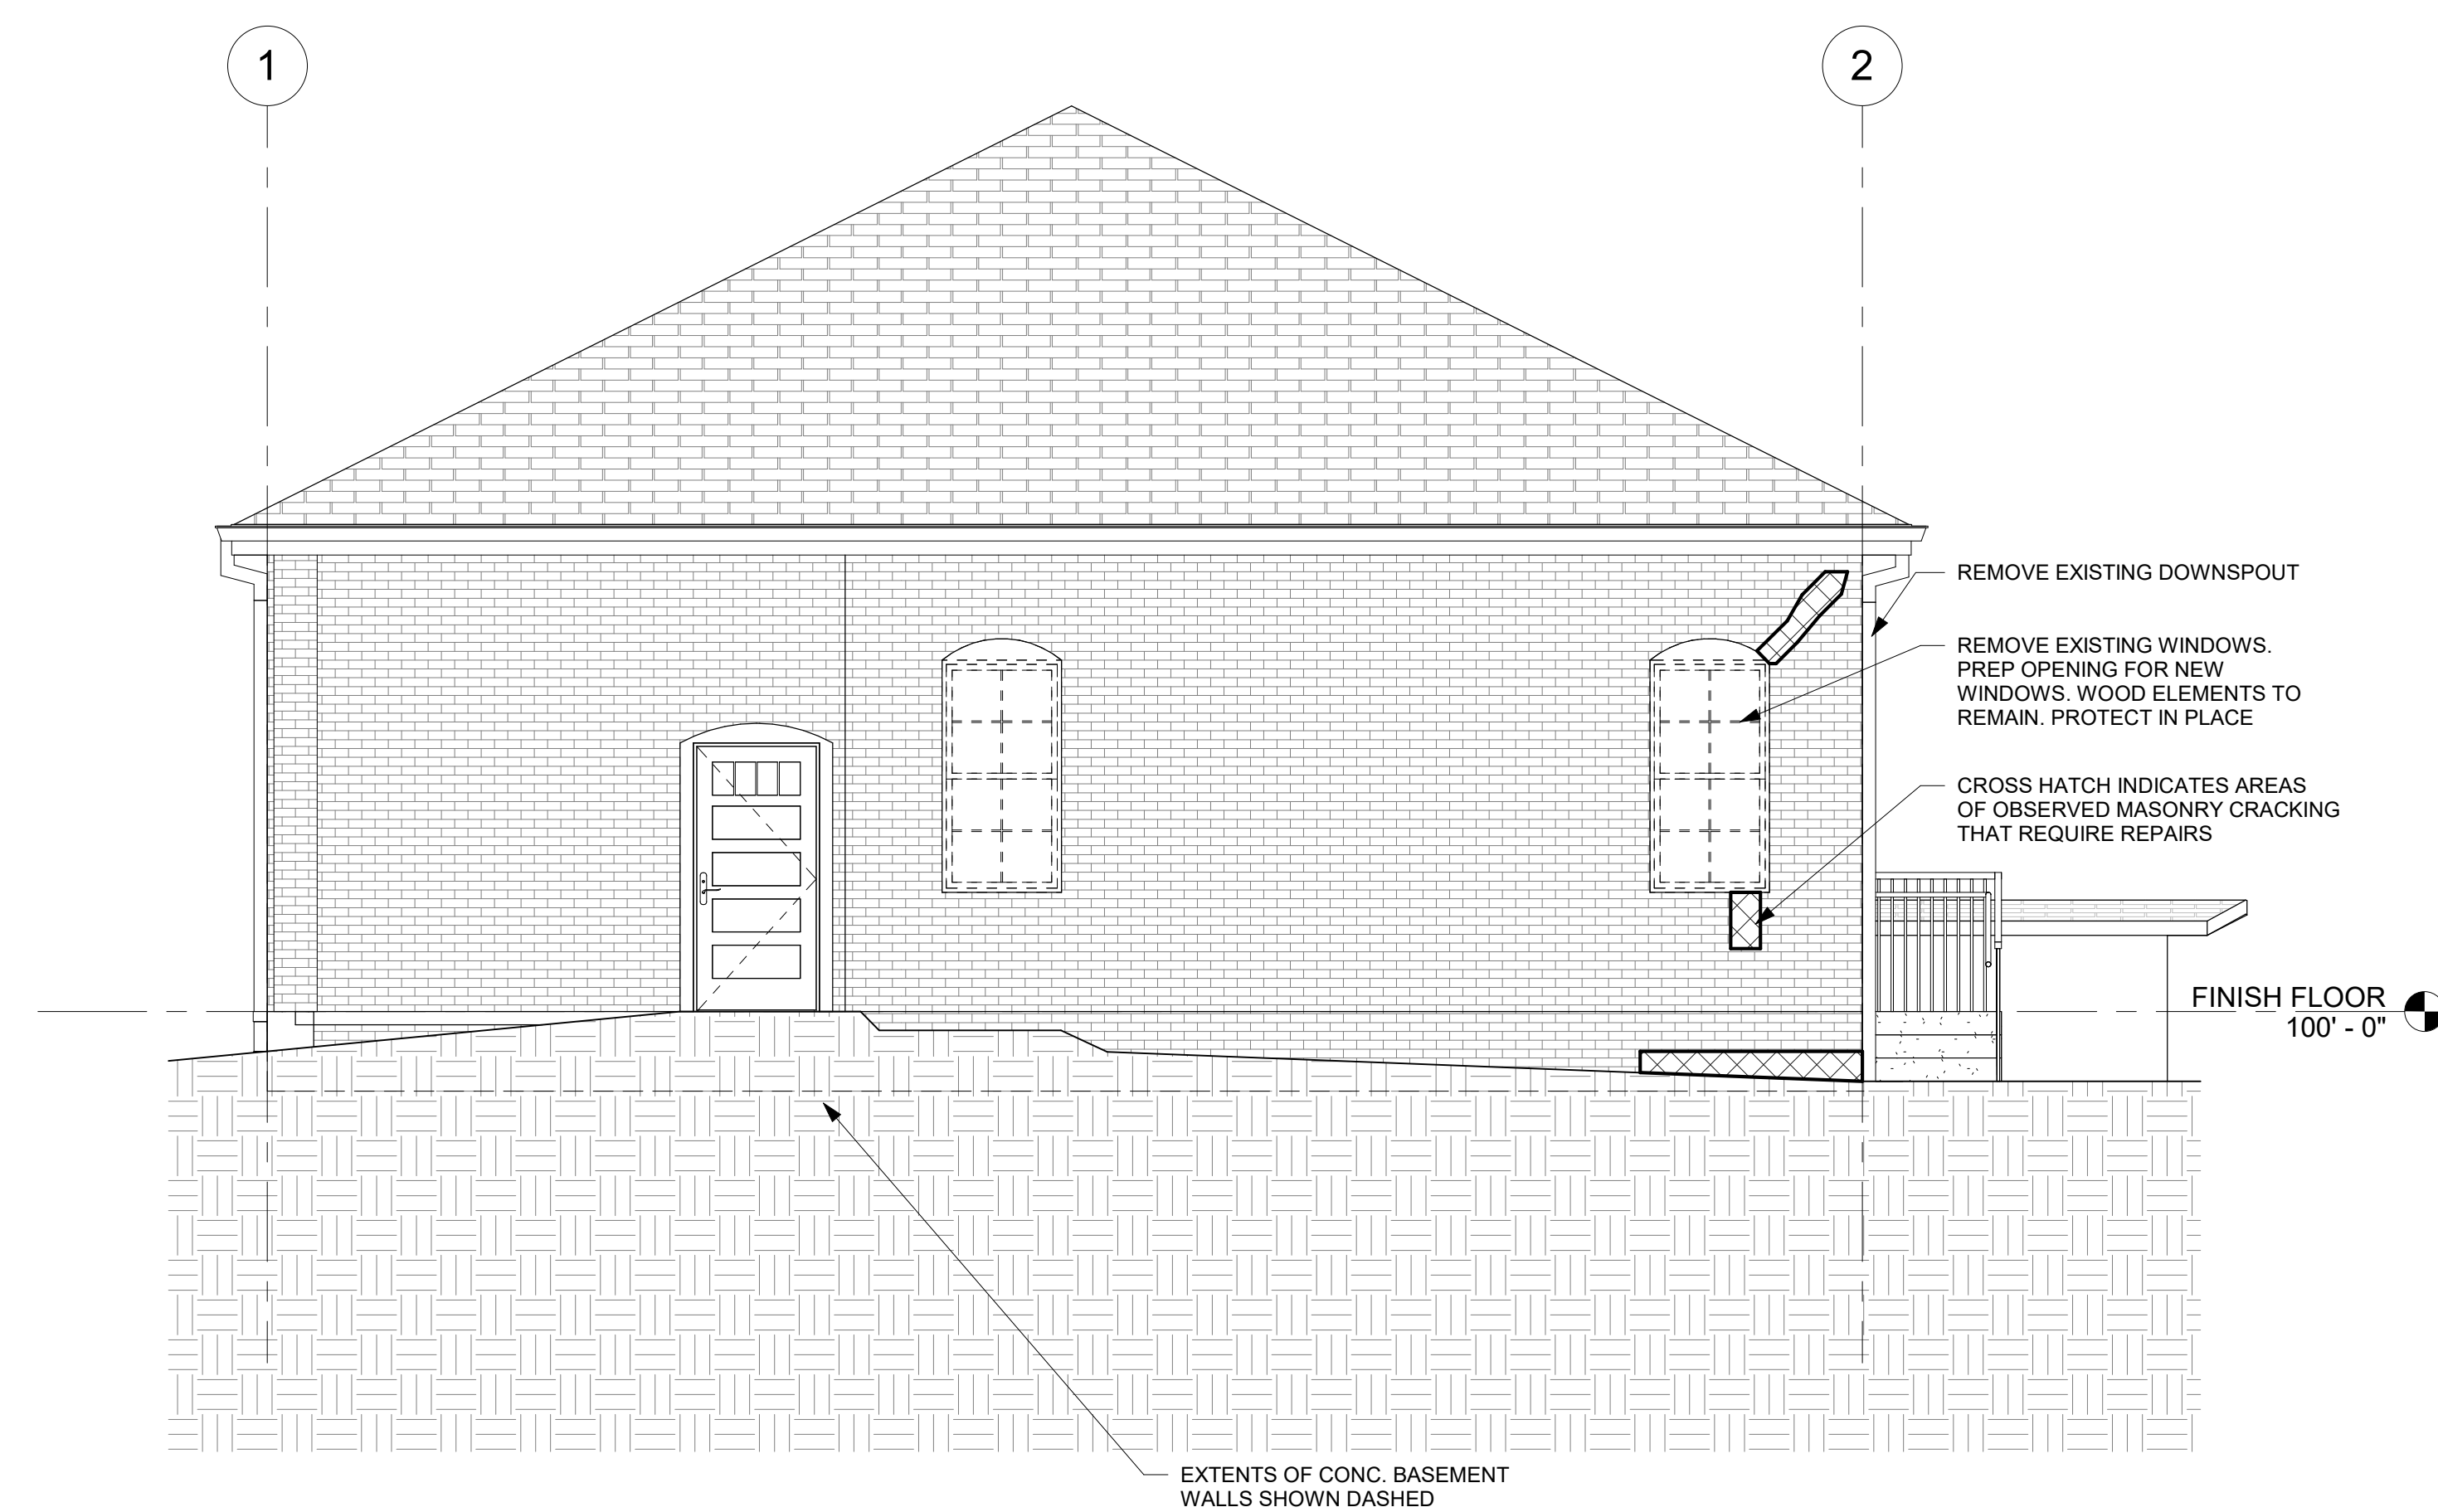 1
2
REMOVE EXISTING DOWNSPOUT
REMOVE EXISTING WINDOWS.
PREP OPENING FOR NEW
WINDOWS. WOOD ELEMENTS TO
REMAIN. PROTECT IN PLACE
CROSS HATCH INDICATES AREAS
OF OBSERVED MASONRY CRACKING
THAT REQUIRE REPAIRS
FINISH FLOOR
100' - 0"
EXTENTS OF CONC. BASEMENT
WALLS SHOWN DASHED